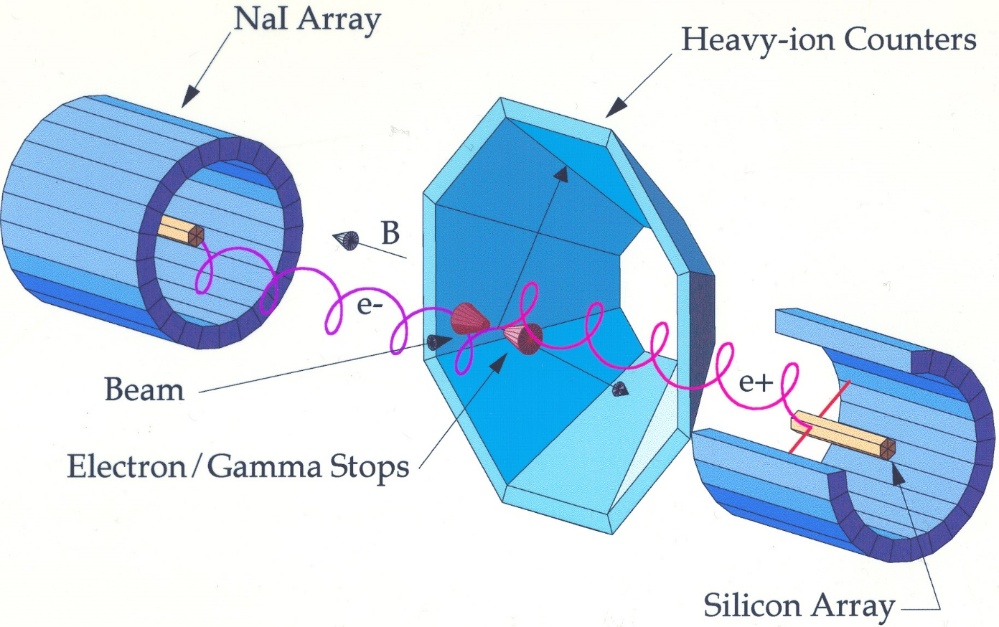 NaI Array
Heavy-ion Counters
B
e-
Beam
e+
Electron/Gamma Stops
Silicon Array